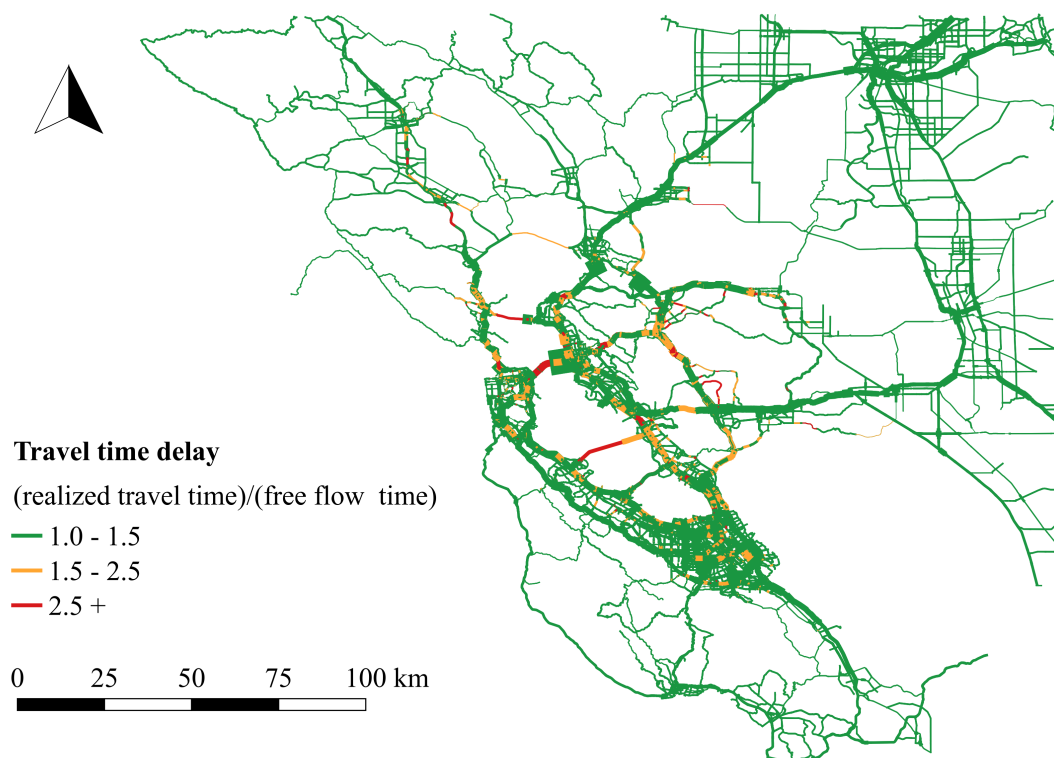 Travel time delay
(realized travel time)/(free flow time)
1.0 - 1.5
1.5 - 2.5
2.5 +
0 25 50 75 100 km